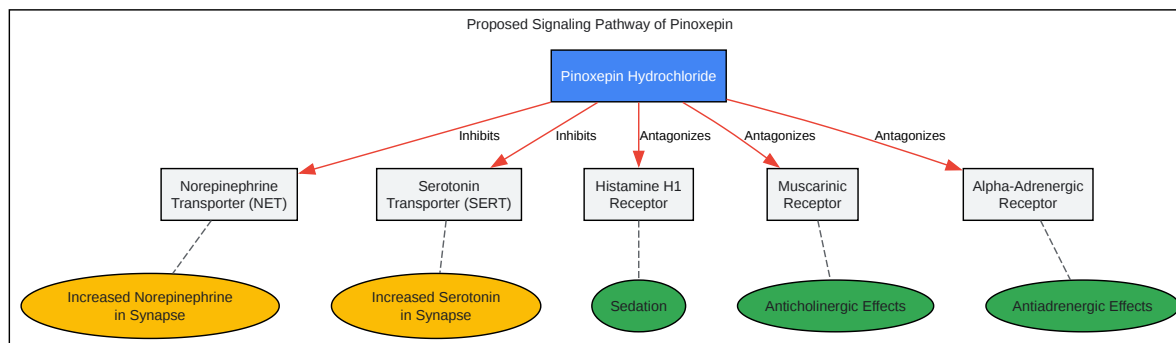 Proposed Signaling Pathway of Pinoxepin
Pinoxepin Hydrochloride
Inhibits
Inhibits
Antagonizes
Antagonizes
Antagonizes
Norepinephrine
Transporter (NET)
Serotonin
Transporter (SERT)
Histamine H1
Receptor
Muscarinic
Receptor
Alpha-Adrenergic
Receptor
Increased Norepinephrine
in Synapse
Increased Serotonin
in Synapse
Sedation
Anticholinergic Effects
Antiadrenergic Effects